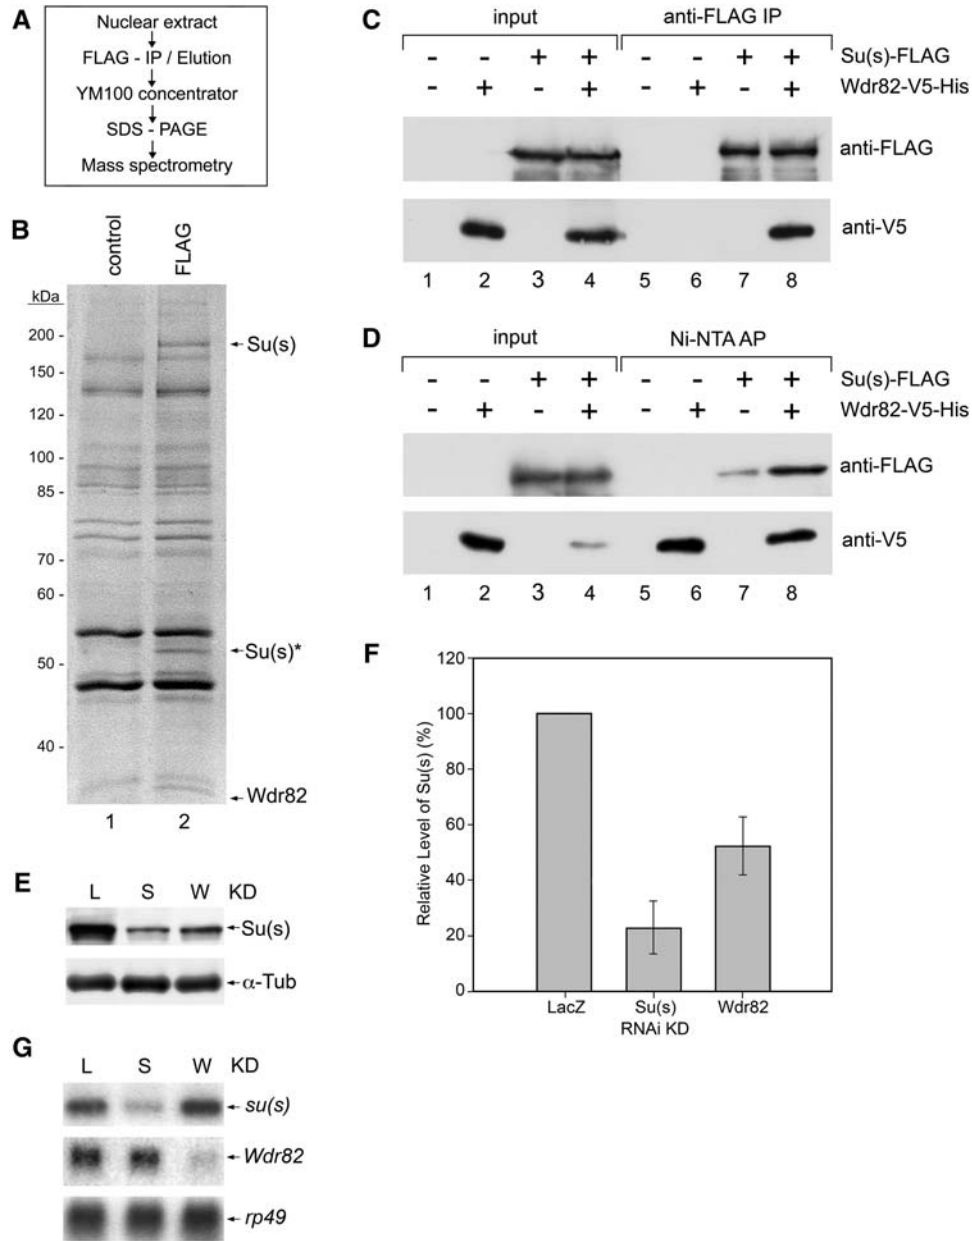 A
Nuclear extract
FLAG - IP / Elution
YM100 concentrator
SDS - PAGE
Mass spectrometry
B
control
FLAG
kDa
200 -
150 -
120 -
100 -
85 -
70 -
60 -
50 -
40 -
Su(s)
Su(s)*
Wdr82
1 2
C
input anti-FLAG IP
- - + + - - + + Su(s)-FLAG
- + - + - + - + Wdr82-V5-His
anti-FLAG
anti-V5
1 2 3 4 5 6 7 8
D
input Ni-NTA AP
- - + + - - + + Su(s)-FLAG
- + - + - + - + Wdr82-V5-His
anti-FLAG
anti-V5
1 2 3 4 5 6 7 8
E
L S W KD
Su(s)
α-Tub
F
Relative Level of Su(s) (%)
120
100
80
60
40
20
0
LacZ Su(s) Wdr82
RNAi KD
G
L S W KD
su(s)
Wdr82
rp49